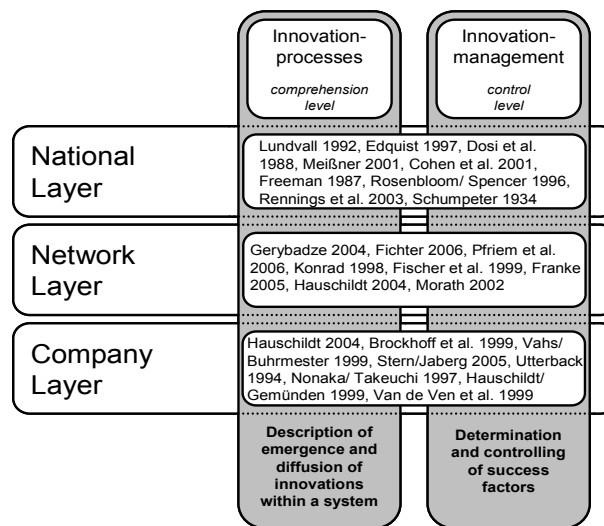 Innovation-
processes
comprehension
level
Innovation-
management
control
level
National
Layer
Lundvall 1992, Edquist 1997, Dosi et al.
1988, Meißner 2001, Cohen et al. 2001,
Freeman 1987, Rosenbloom/ Spencer 1996,
Rennings et al. 2003, Schumpeter 1934
Network
Layer
Gerybadze 2004, Fichter 2006, Pfriem et al.
2006, Konrad 1998, Fischer et al. 1999, Franke
2005, Hauschildt 2004, Morath 2002
Company
Layer
Hauschildt 2004, Brockhoff et al. 1999, Vahs/
Buhrmester 1999, Stern/Jaberg 2005, Utterback
1994, Nonaka/ Takeuchi 1997, Hauschildt/
Gemünden 1999, Van de Ven et al. 1999
Description of
emergence and
diffusion of
innovations
within a system
Determination
and controlling
of success
factors